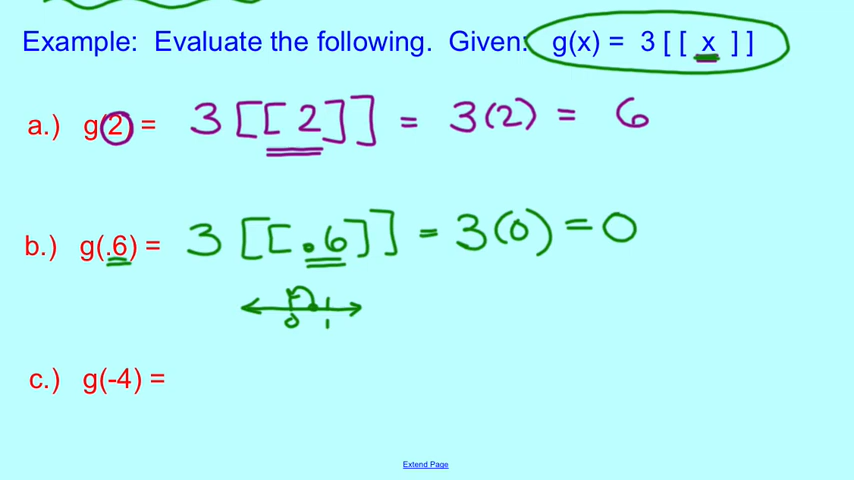 Example: Evaluate the following. Given: g(x) = 3 [ [ x ] ]
a.) g(2) = 3 [[ 2 ]] = 3(2) = 6
b.) g(.6) = 3 [[ .6 ]] = 3(0) = 0
0 1
c.) g(-4) =
Extend Page